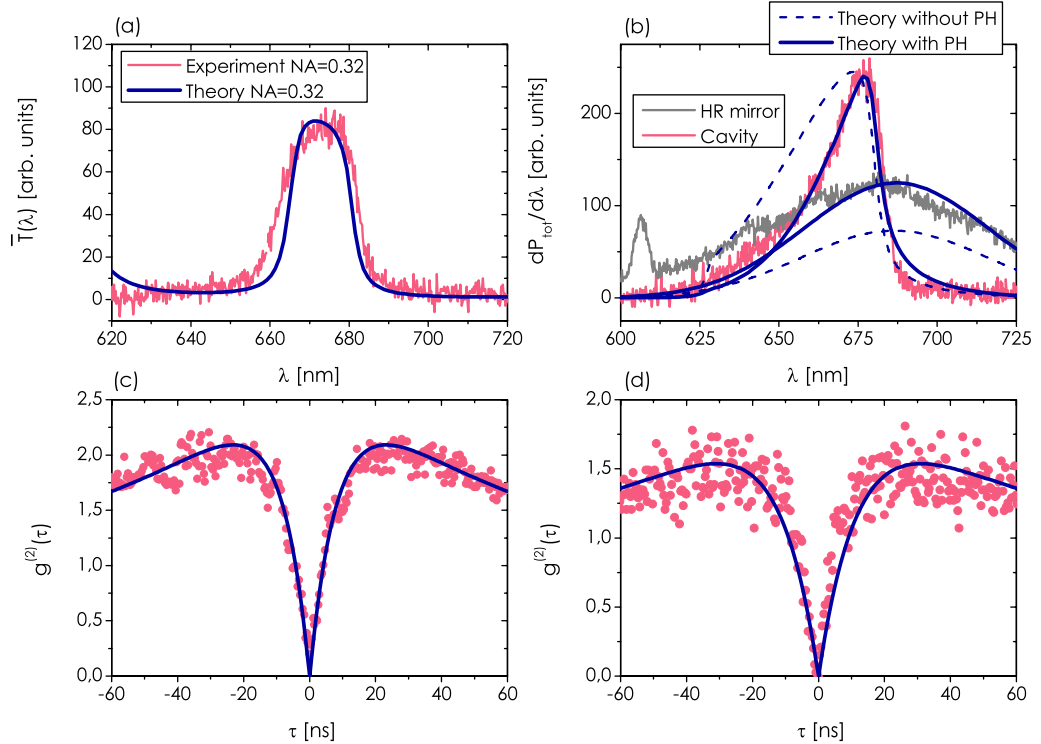 (a)
120
100
80
60
40
20
0
T̅(λ) [arb. units]
Experiment NA=0.32
Theory NA=0.32
620 640 660 680 700 720
λ [nm]
(b)
Theory without PH
Theory with PH
HR mirror
Cavity
200
100
0
dP_tot/dλ [arb. units]
600 625 650 675 700 725
λ [nm]
(c)
2,5
2,0
1,5
1,0
0,5
0,0
g⁽²⁾(τ)
-60 -40 -20 0 20 40 60
τ [ns]
(d)
2,0
1,5
1,0
0,5
0,0
g⁽²⁾(τ)
-60 -40 -20 0 20 40 60
τ [ns]